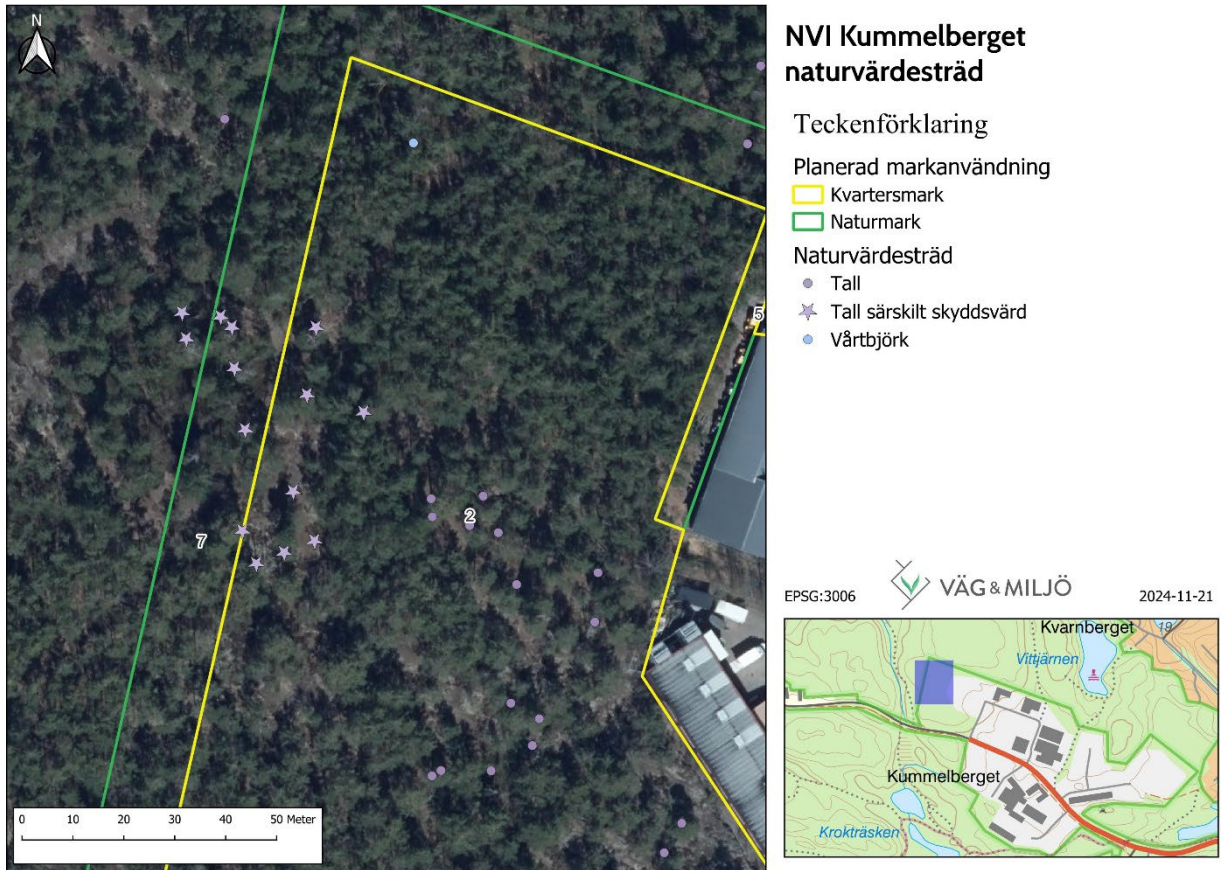 N
NVI Kummelberget
naturvärdesträd
Teckenförklaring
Planerad markanvändning
Kvartersmark
Naturmark
Naturvärdesträd
Tall
Tall särskilt skyddsvärd
Vårtbjörk
5
2
7
0 10 20 30 40 50 Meter
EPSG:3006
VÄG & MILJÖ
2024-11-21
Kvarnberget
19
Vittjärnen
Kummelberget
Krokträsken